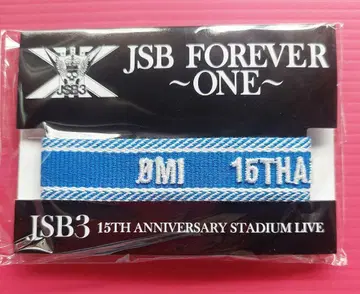 JSB3
JSB FOREVER
~ONE~
ØMI 15THA
JSB3 15TH ANNIVERSARY STADIUM LIVE